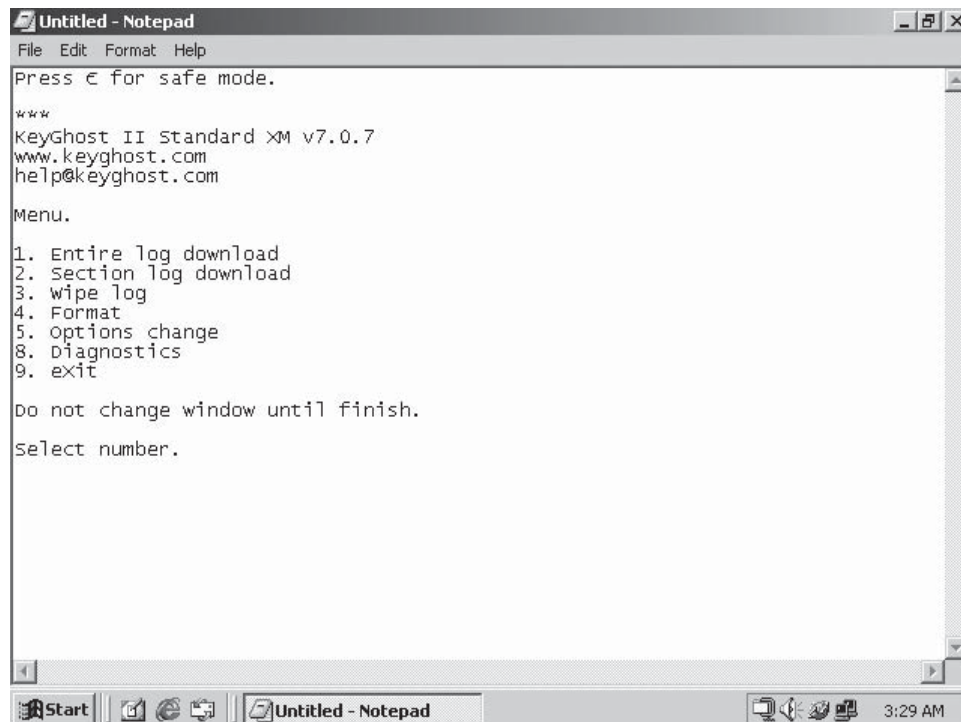 Untitled - Notepad
File Edit Format Help
Press € for safe mode.
***
KeyGhost II Standard XM v7.0.7
www.keyghost.com
help@keyghost.com
Menu.
1. Entire log download
2. Section log download
3. Wipe log
4. Format
5. Options change
8. Diagnostics
9. eXit
Do not change window until finish.
Select number.
Start
Untitled - Notepad
3:29 AM